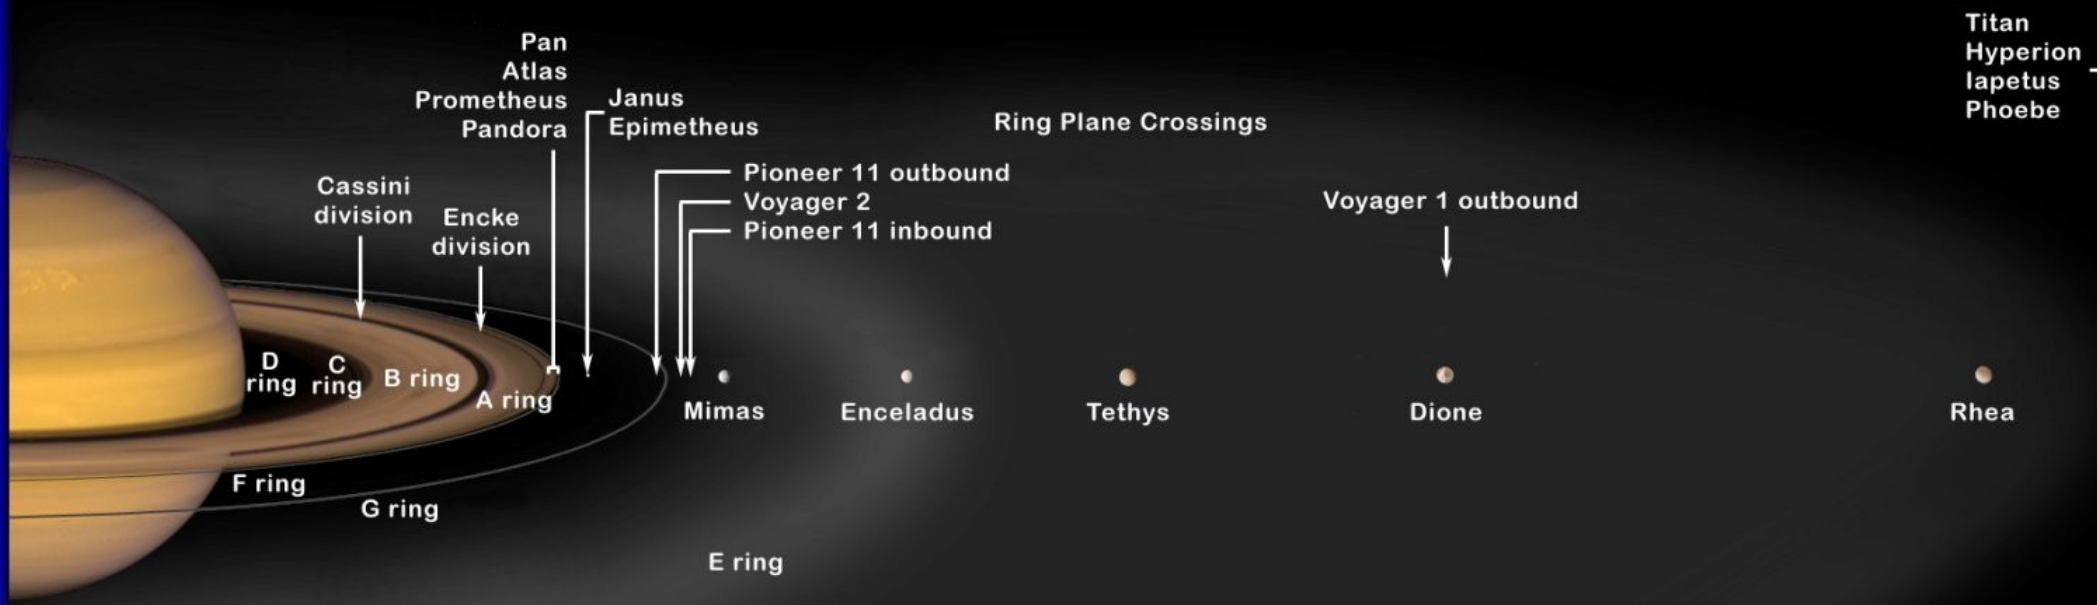 Titan
Hyperion
Iapetus
Phoebe
Pan
Atlas
Prometheus
Pandora
Janus
Epimetheus
Ring Plane Crossings
Pioneer 11 outbound
Voyager 2
Pioneer 11 inbound
Cassini
division
Encke
division
Voyager 1 outbound
D
ring
C
ring
B ring
A ring
Mimas
Enceladus
Tethys
Dione
Rhea
F ring
G ring
E ring